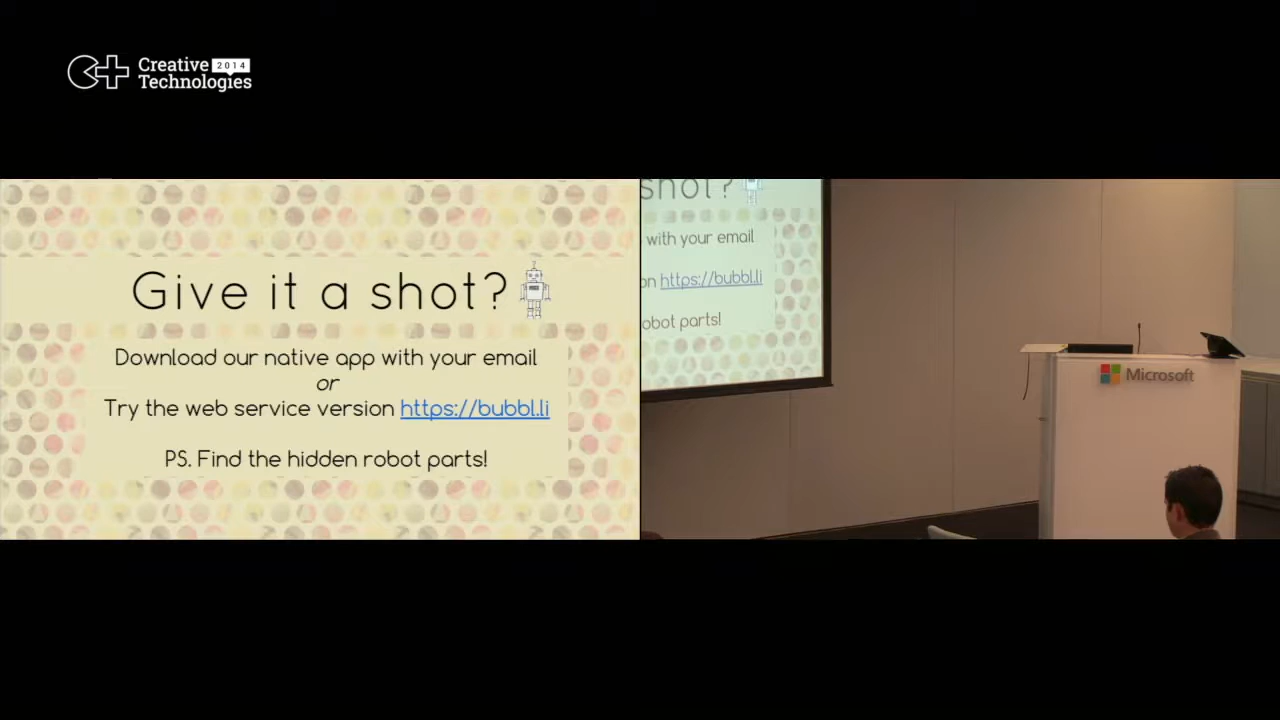 Creative 2014
Technologies
Give it a shot?
Download our native app with your email
or
Try the web service version https://bubbl.li
PS. Find the hidden robot parts!
shot?
with your email
on https://bubbl.li
obot parts!
Microsoft